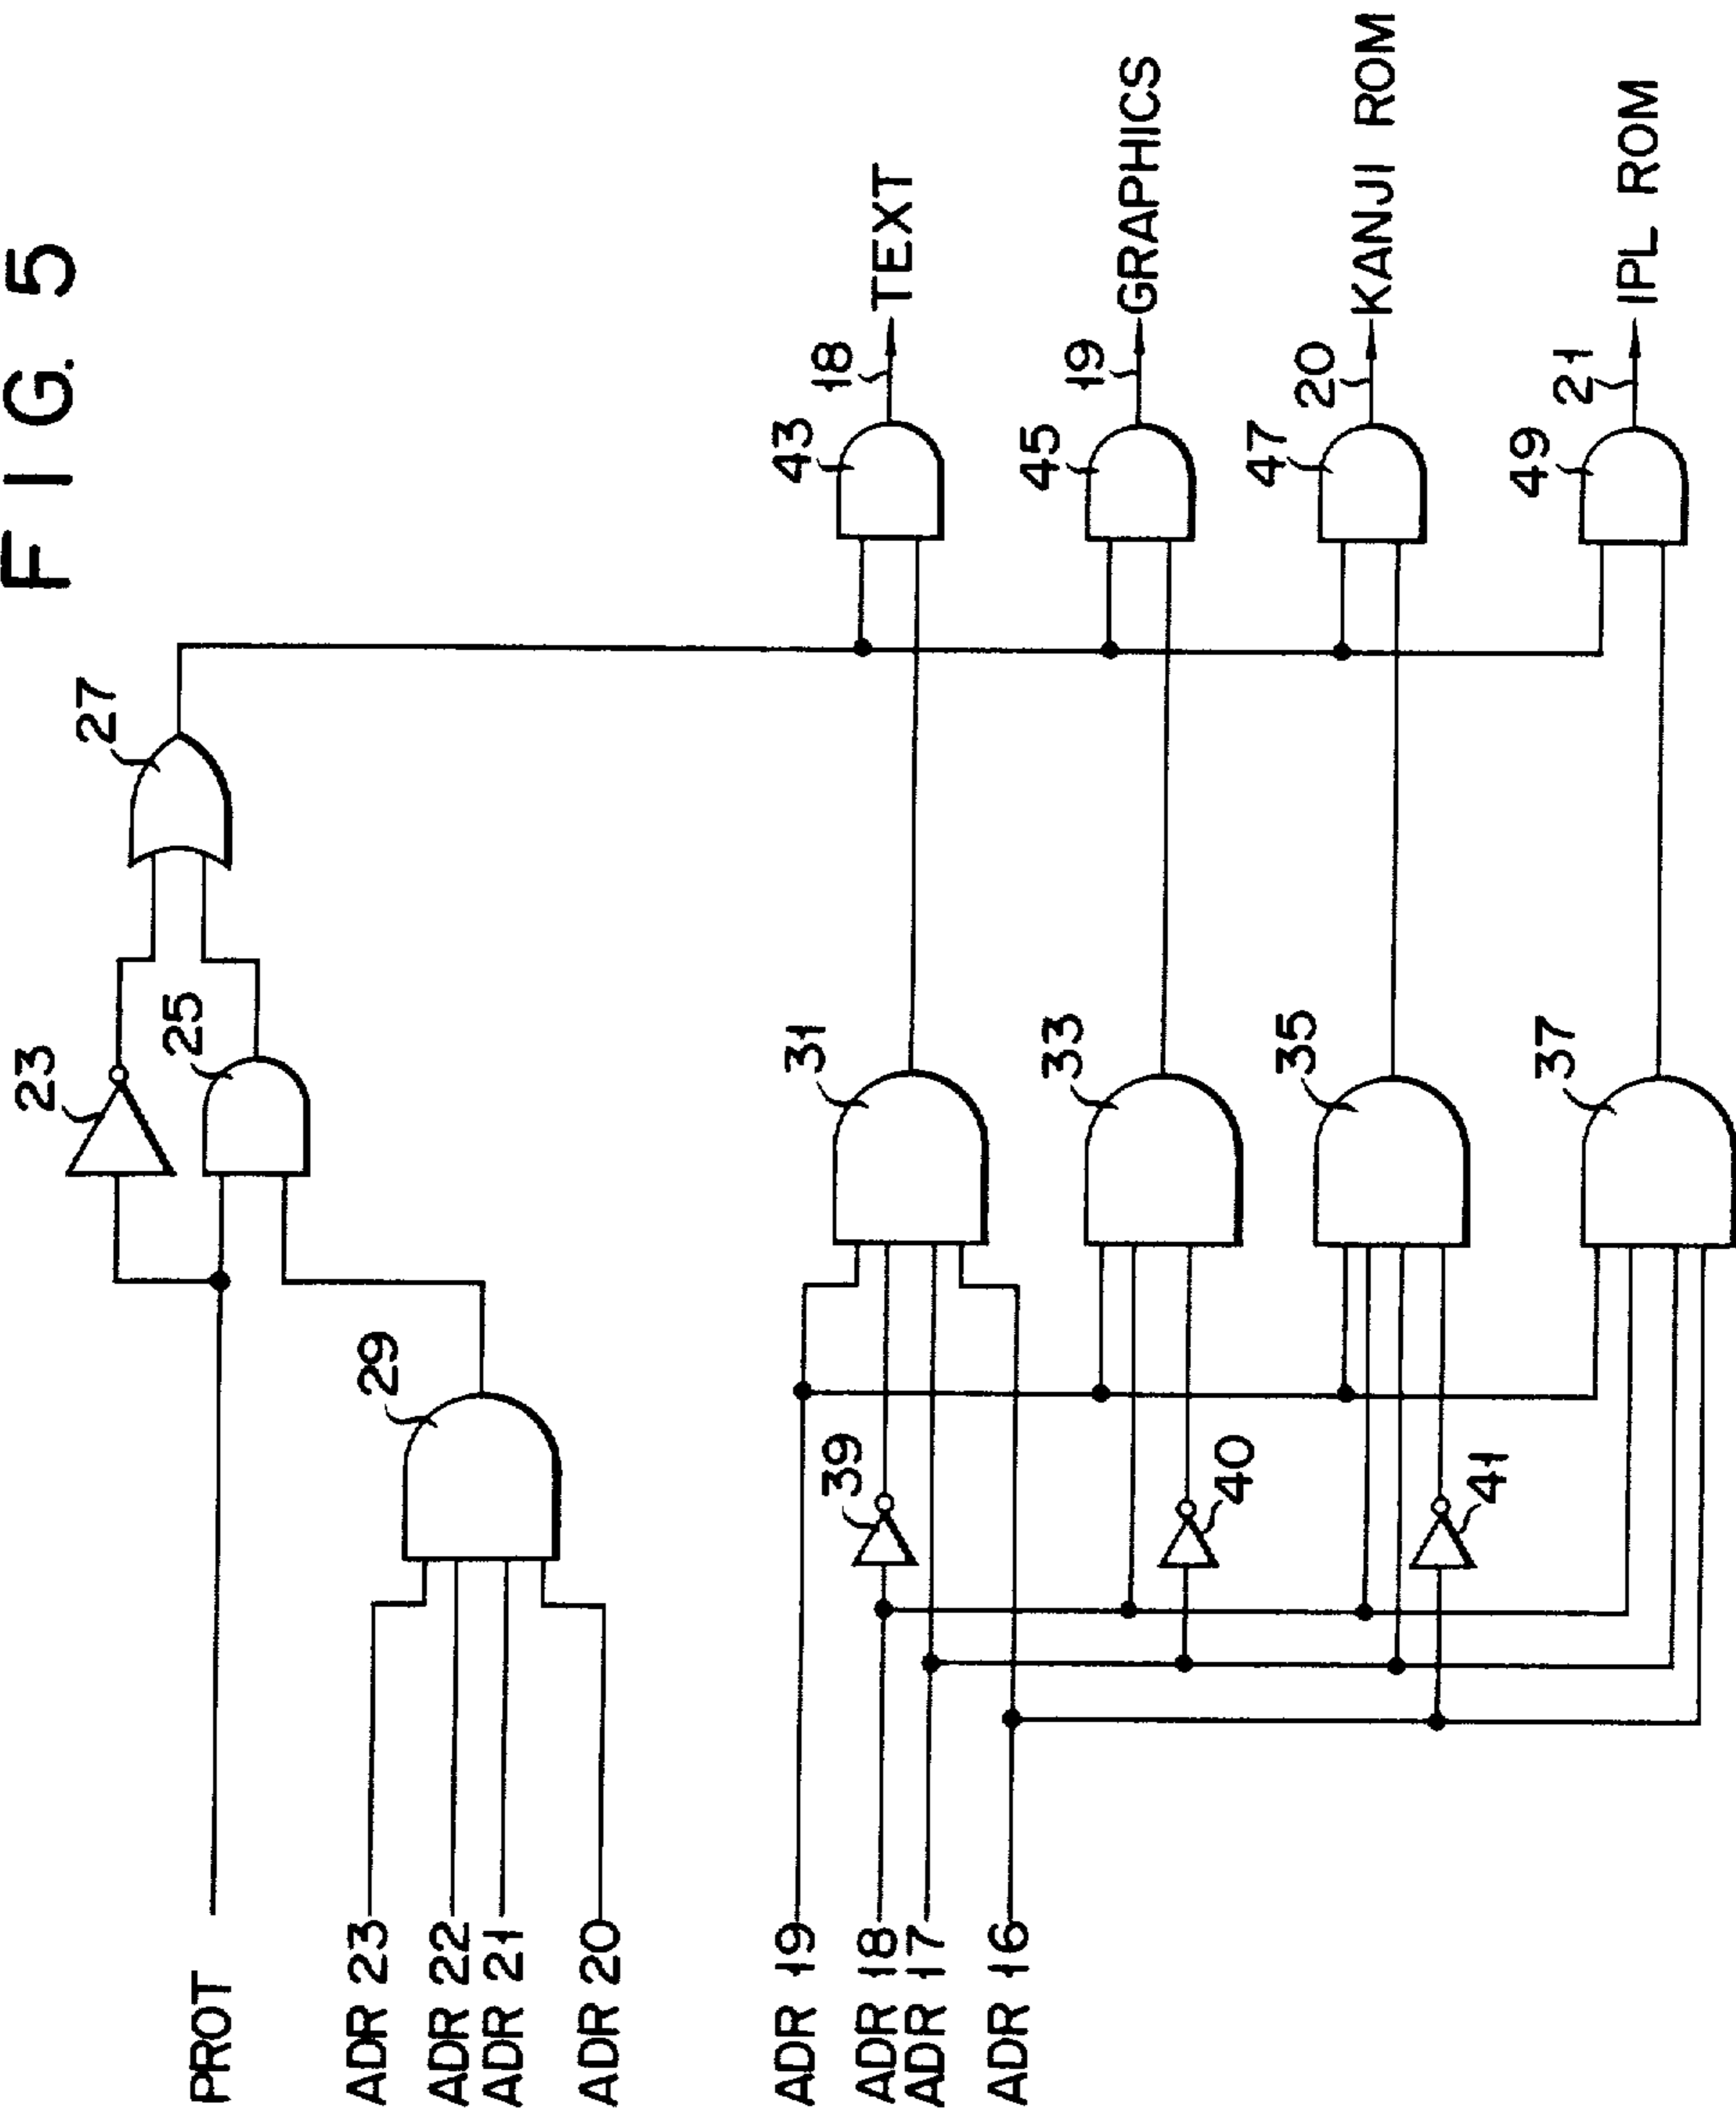 FIG. 5
PROT
ADR 23
ADR 22
ADR 21
ADR 20
ADR 19
ADR 18
ADR 17
ADR 16
23
25
27
29
31
33
35
37
39
40
41
43
45
47
49
18
TEXT
19
GRAPHICS
20
KANJI ROM
21
IPL ROM